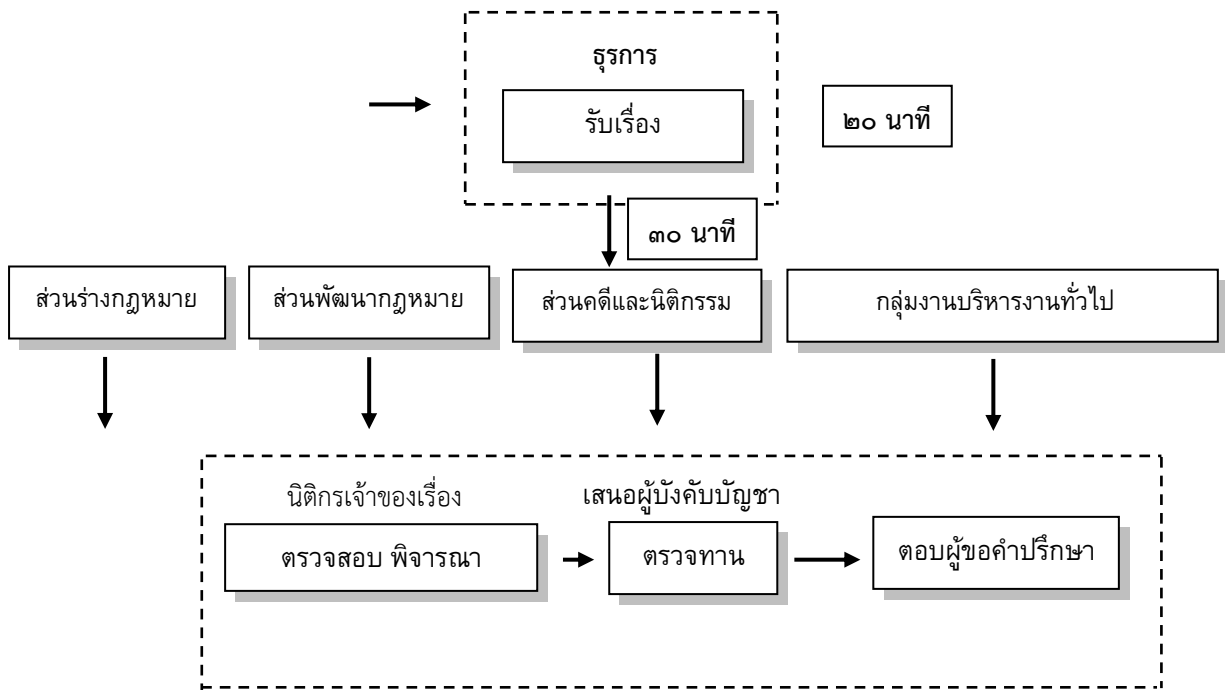 ธุรการ
รับเรื่อง
๒๐ นาที
๓๐ นาที
ส่วนร่างกฎหมาย
ส่วนพัฒนากฎหมาย
ส่วนคดีและนิติกรรม
กลุ่มงานบริหารงานทั่วไป
นิติกรเจ้าของเรื่อง
เสนอผู้บังคับบัญชา
ตรวจสอบ พิจารณา
ตรวจทาน
ตอบผู้ขอคำปรึกษา